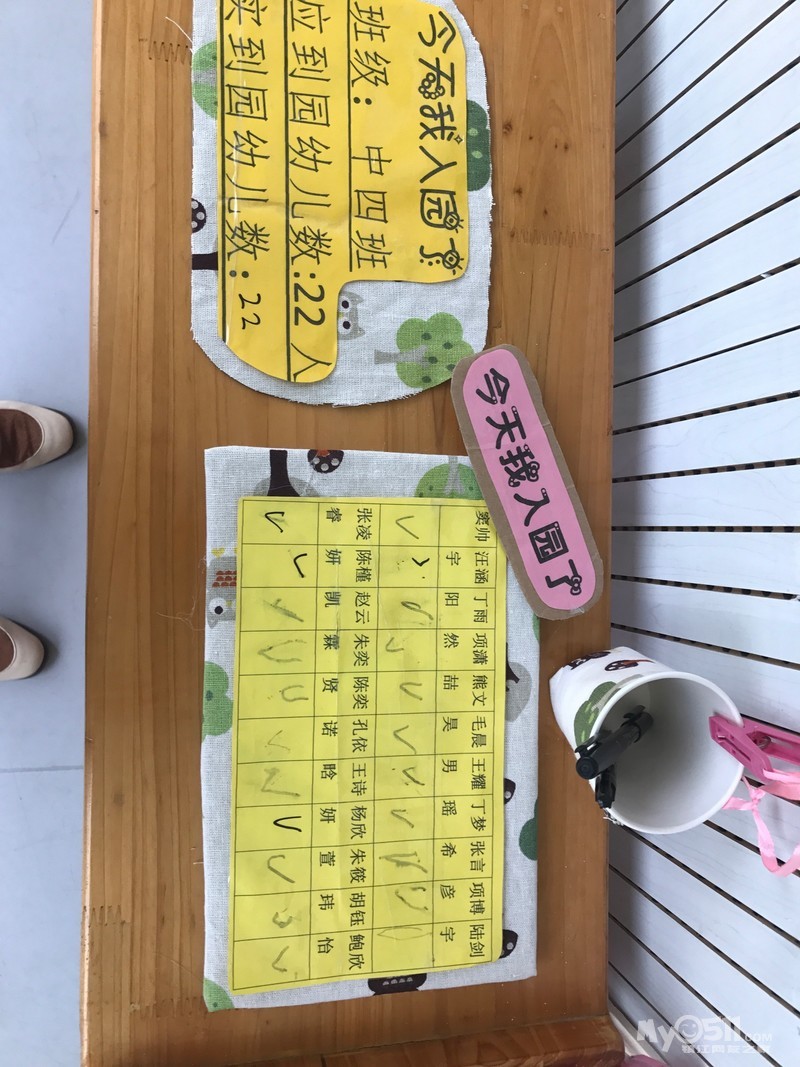 今天我入园了
班级：中四班
应到园幼儿数:22人
实到园幼儿数:22
今天我入园了
窦帅 汪涵 丁雨 项潇 熊文 毛晨 王耀 丁梦 张言 项博 陆剑
宇 阳 然 喆 昊 男 瑶 希 彦 宇
张凌 陈槿 赵云 朱奕 陈奕 孔依 王诗 杨欣 朱筱 胡钰 鲍欣
睿 妍 凯 霖 贤 诺 晗 妍 萱 玮 怡
My0511.COM